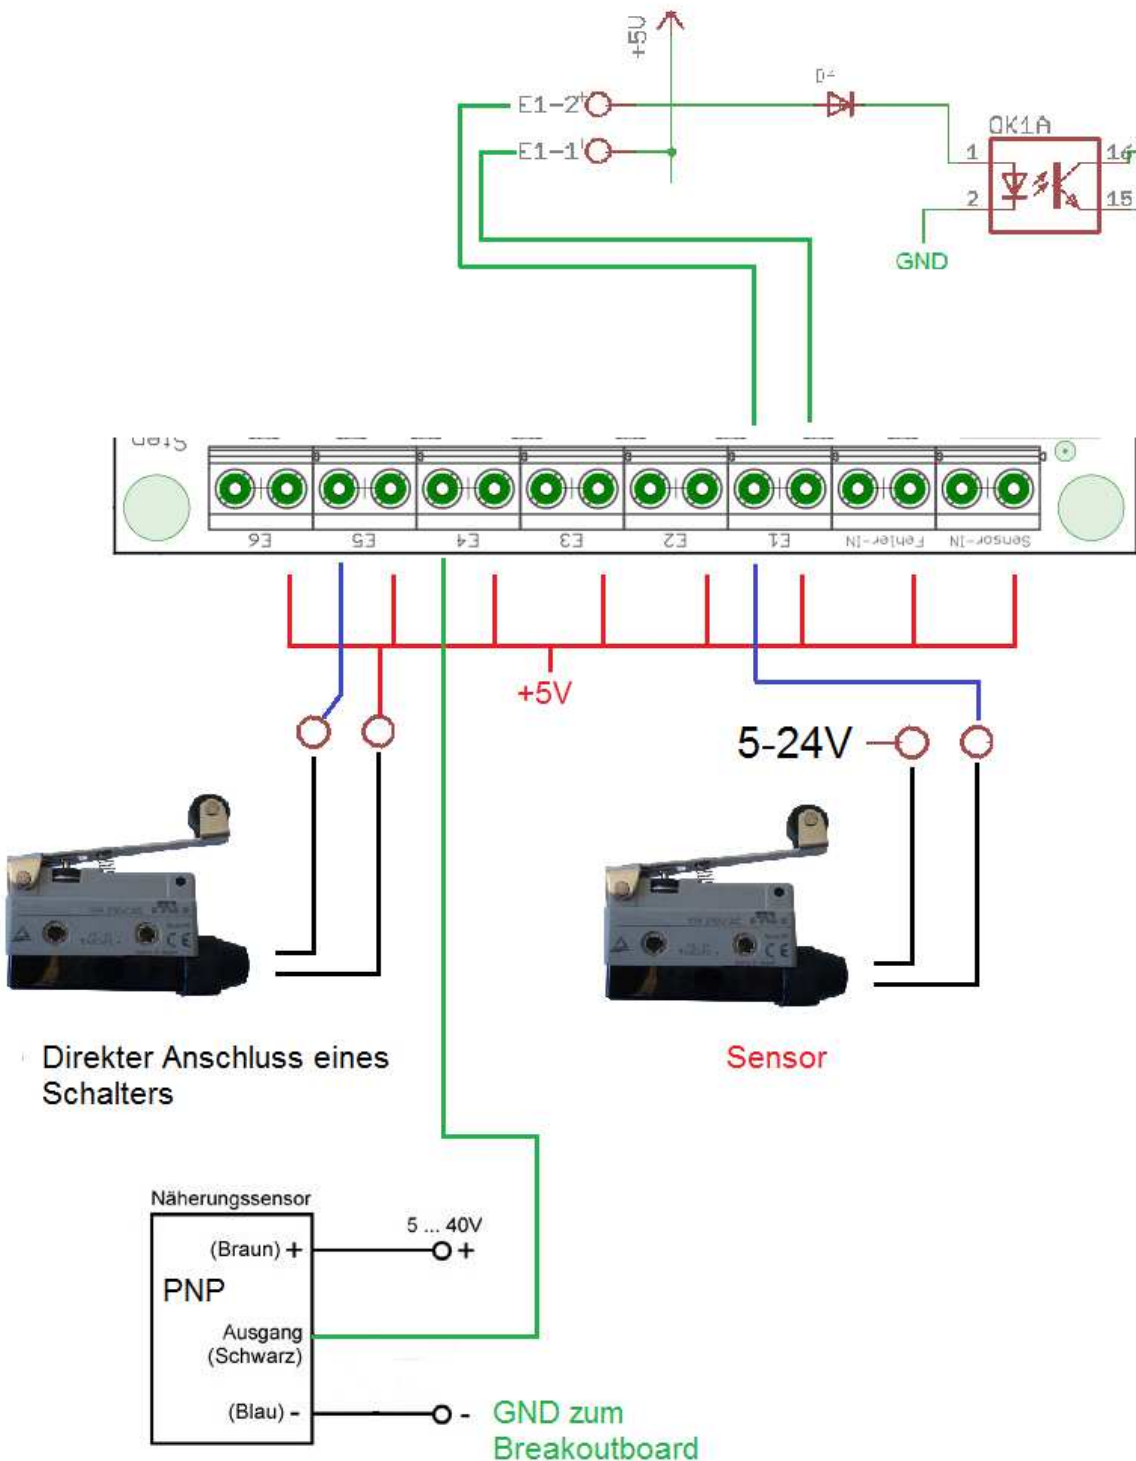 +5V
D4
E1-2
E1-1
OK1A
1
16
2
15
GND
Step
E6
E5
E4
E3
E2
E1
Fehler-IN
Sensor-IN
+5V
5-24V
Direkter Anschluss eines
Schalters
Sensor
Näherungssensor
5 ... 40V
(Braun) +
+
PNP
Ausgang
(Schwarz)
(Blau) -
-
GND zum
Breakoutboard